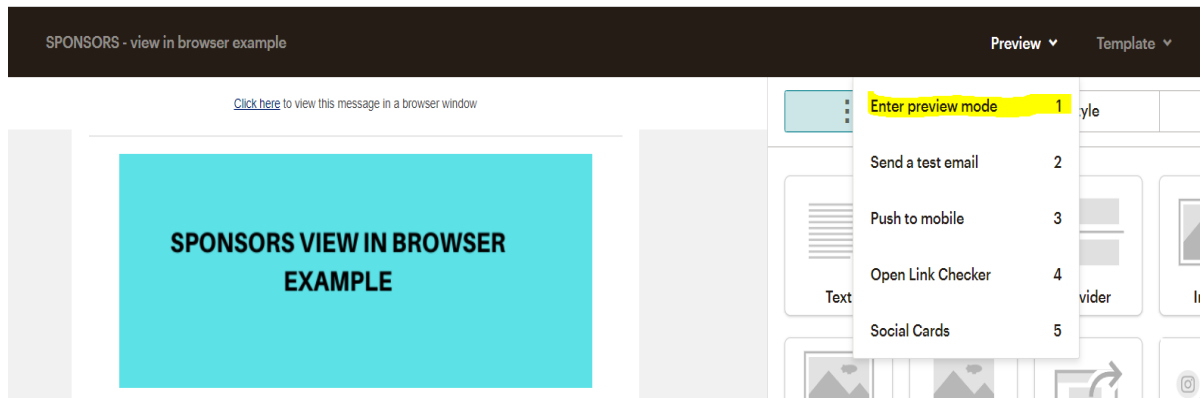 SPONSORS - view in browser example
Preview
Template
Click here to view this message in a browser window
Enter preview mode 1
Send a test email 2
Push to mobile 3
Open Link Checker 4
Social Cards 5
yle
Text
vider
SPONSORS VIEW IN BROWSER
EXAMPLE